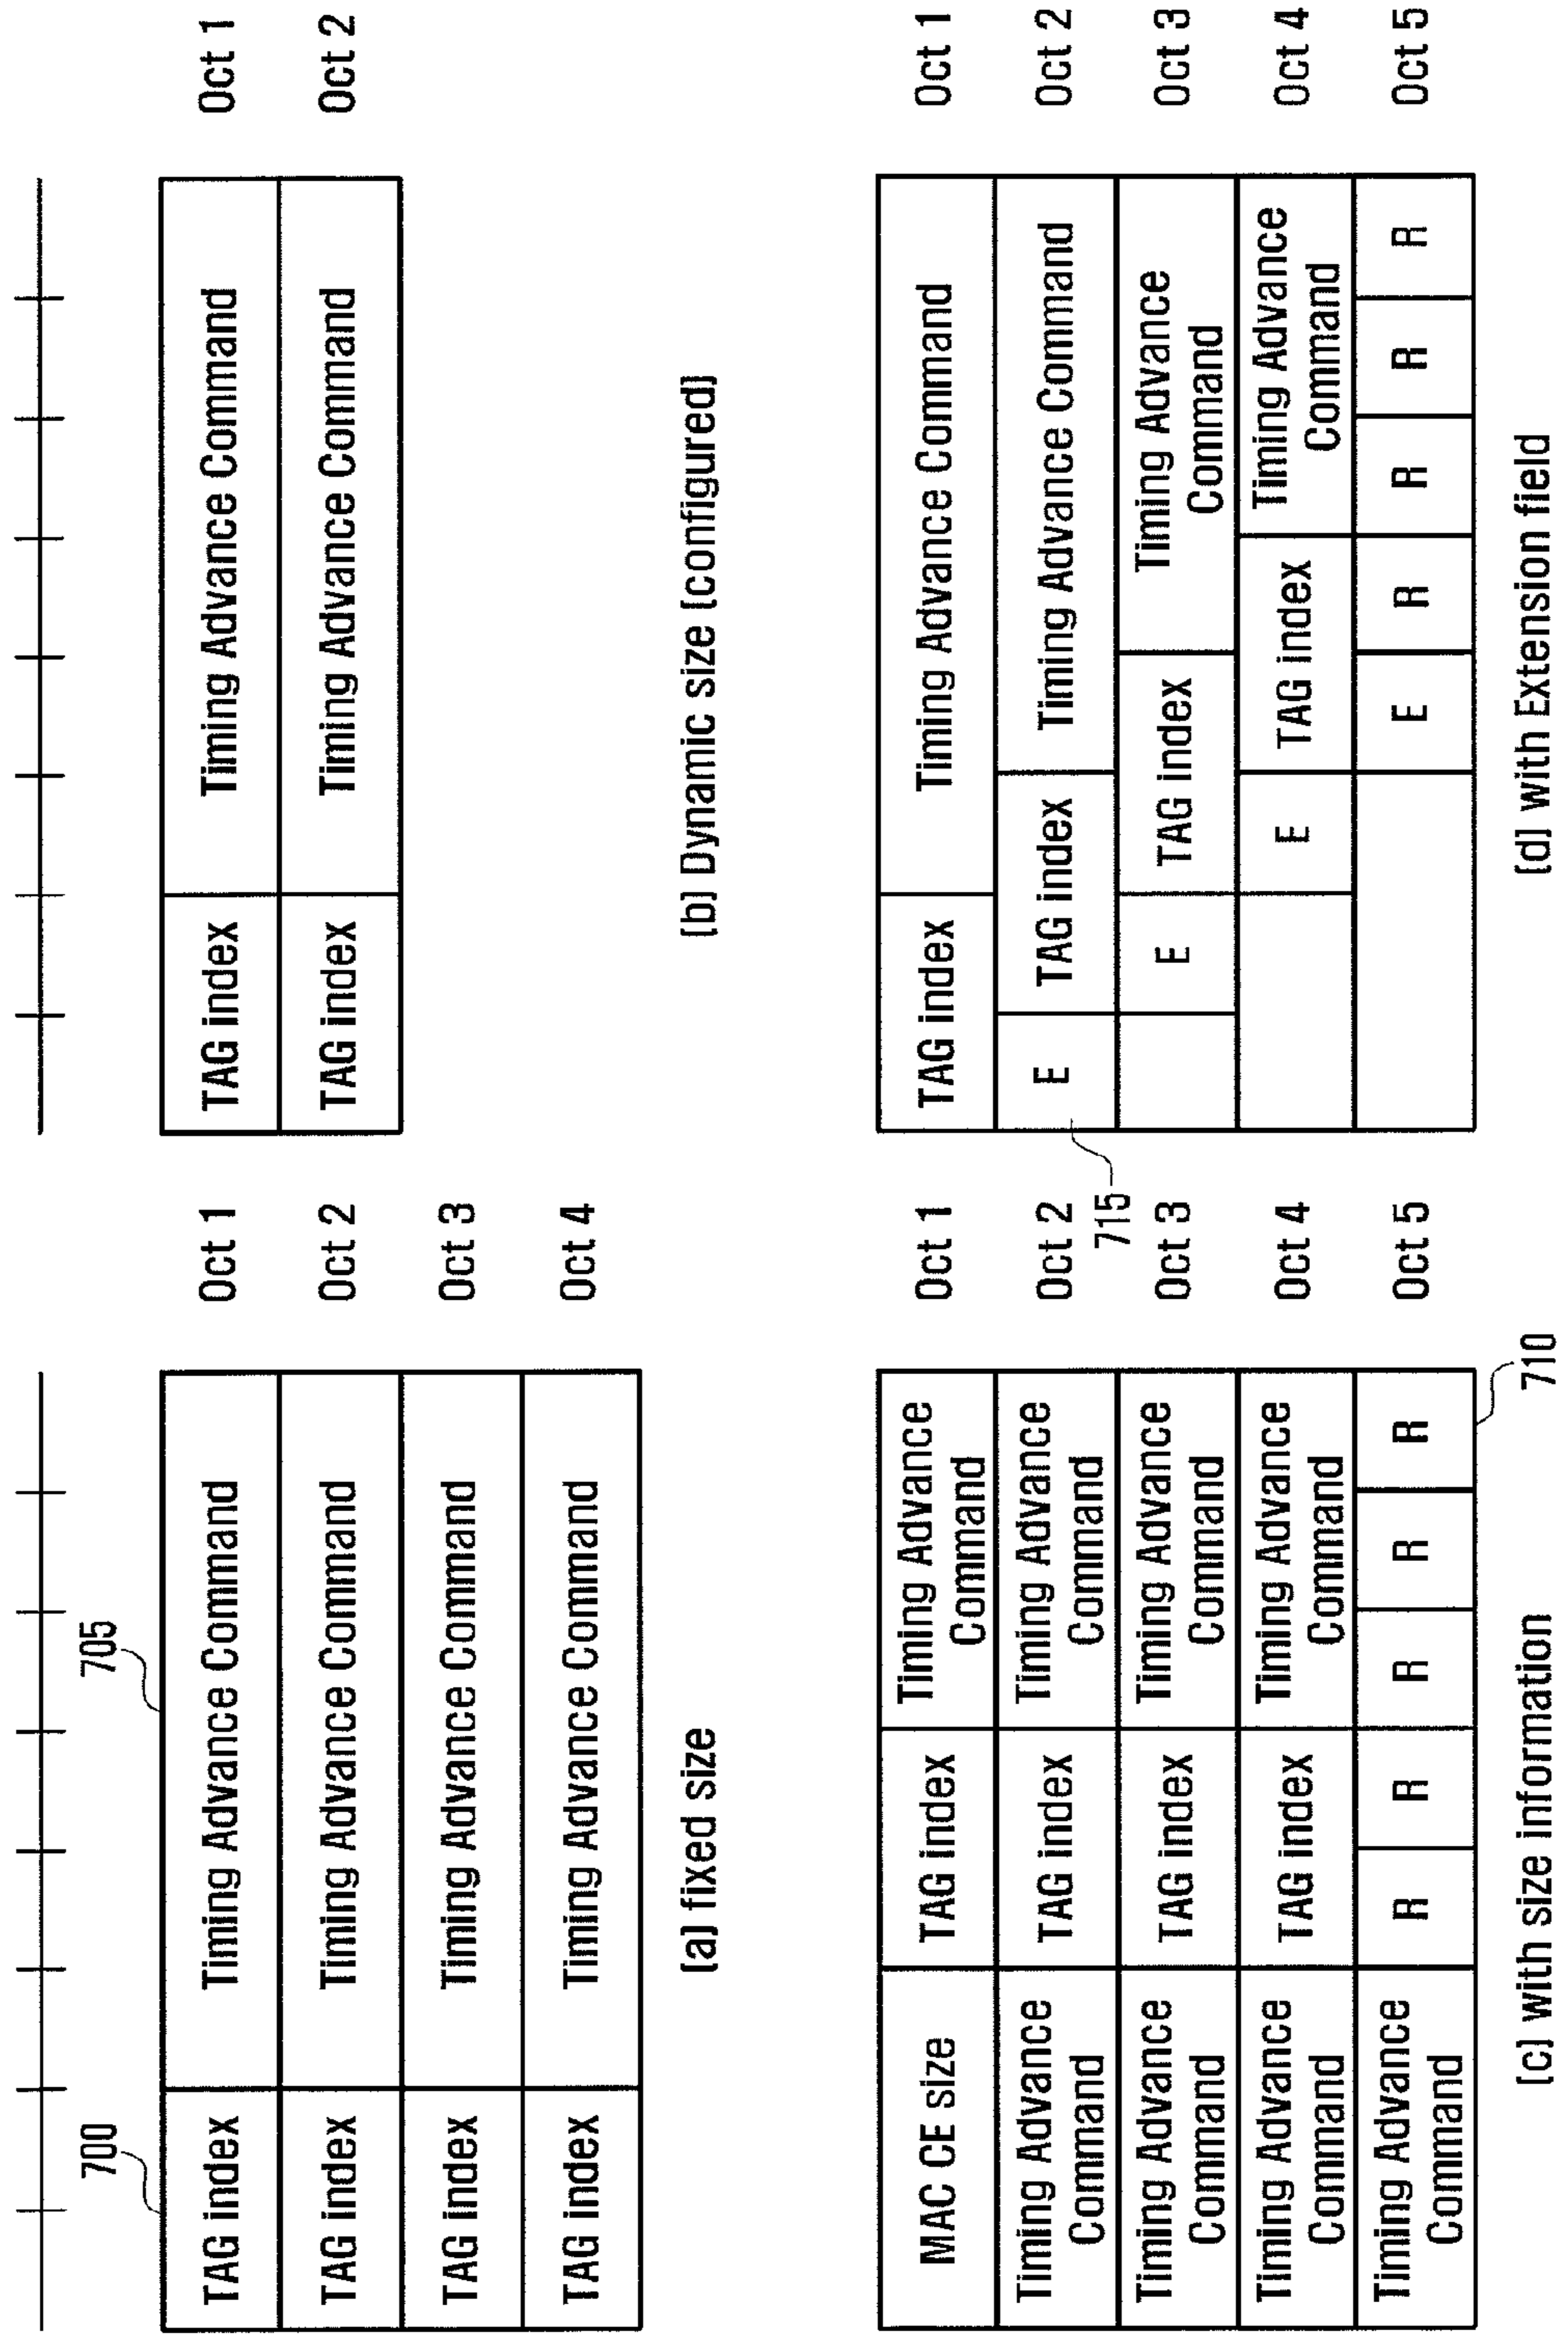 700
705
TAG index Timing Advance Command Oct 1
TAG index Timing Advance Command Oct 2
TAG index Timing Advance Command Oct 3
TAG index Timing Advance Command Oct 4
(a) fixed size
TAG index Timing Advance Command Oct 1
TAG index Timing Advance Command Oct 2
(b) Dynamic size (configured)
MAC CE size TAG index Timing Advance Command Oct 1
Timing Advance Command TAG index Timing Advance Command Oct 2
Timing Advance Command TAG index Timing Advance Command Oct 3
Timing Advance Command TAG index Timing Advance Command Oct 4
Timing Advance Command R R R R R Oct 5
710
(c) with size information
TAG index Timing Advance Command Oct 1
E TAG index Timing Advance Command Oct 2
715
E TAG index Timing Advance Command Oct 3
E TAG index Timing Advance Command Oct 4
E R R R R Oct 5
(d) with Extension field